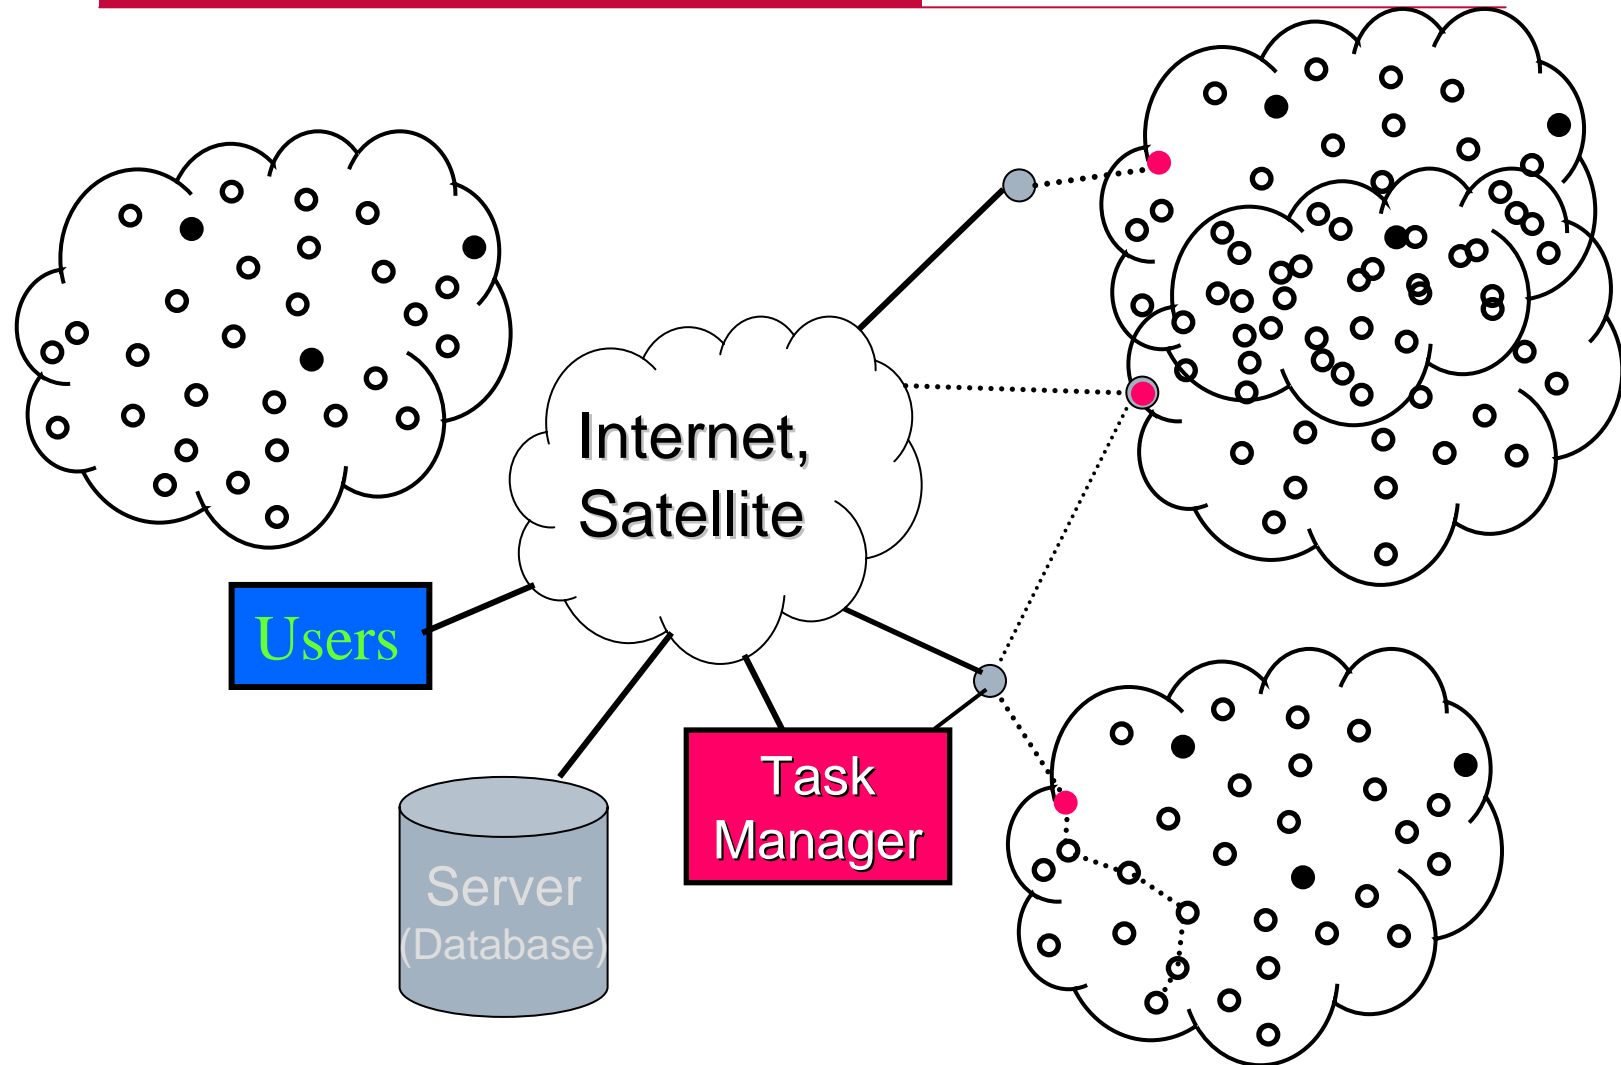 Internet,
Satellite
Users
Task
Manager
Server
(Database)